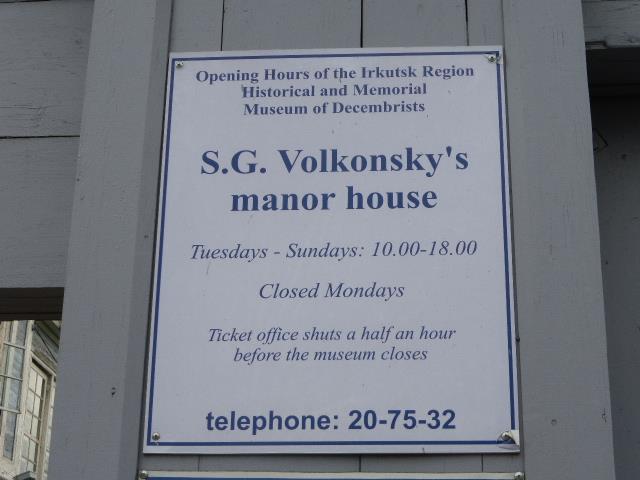 Opening Hours of the Irkutsk Region
Historical and Memorial
Museum of Decembrists
S.G. Volkonsky's
manor house
Tuesdays - Sundays: 10.00-18.00
Closed Mondays
Ticket office shuts a half an hour
before the museum closes
telephone: 20-75-32